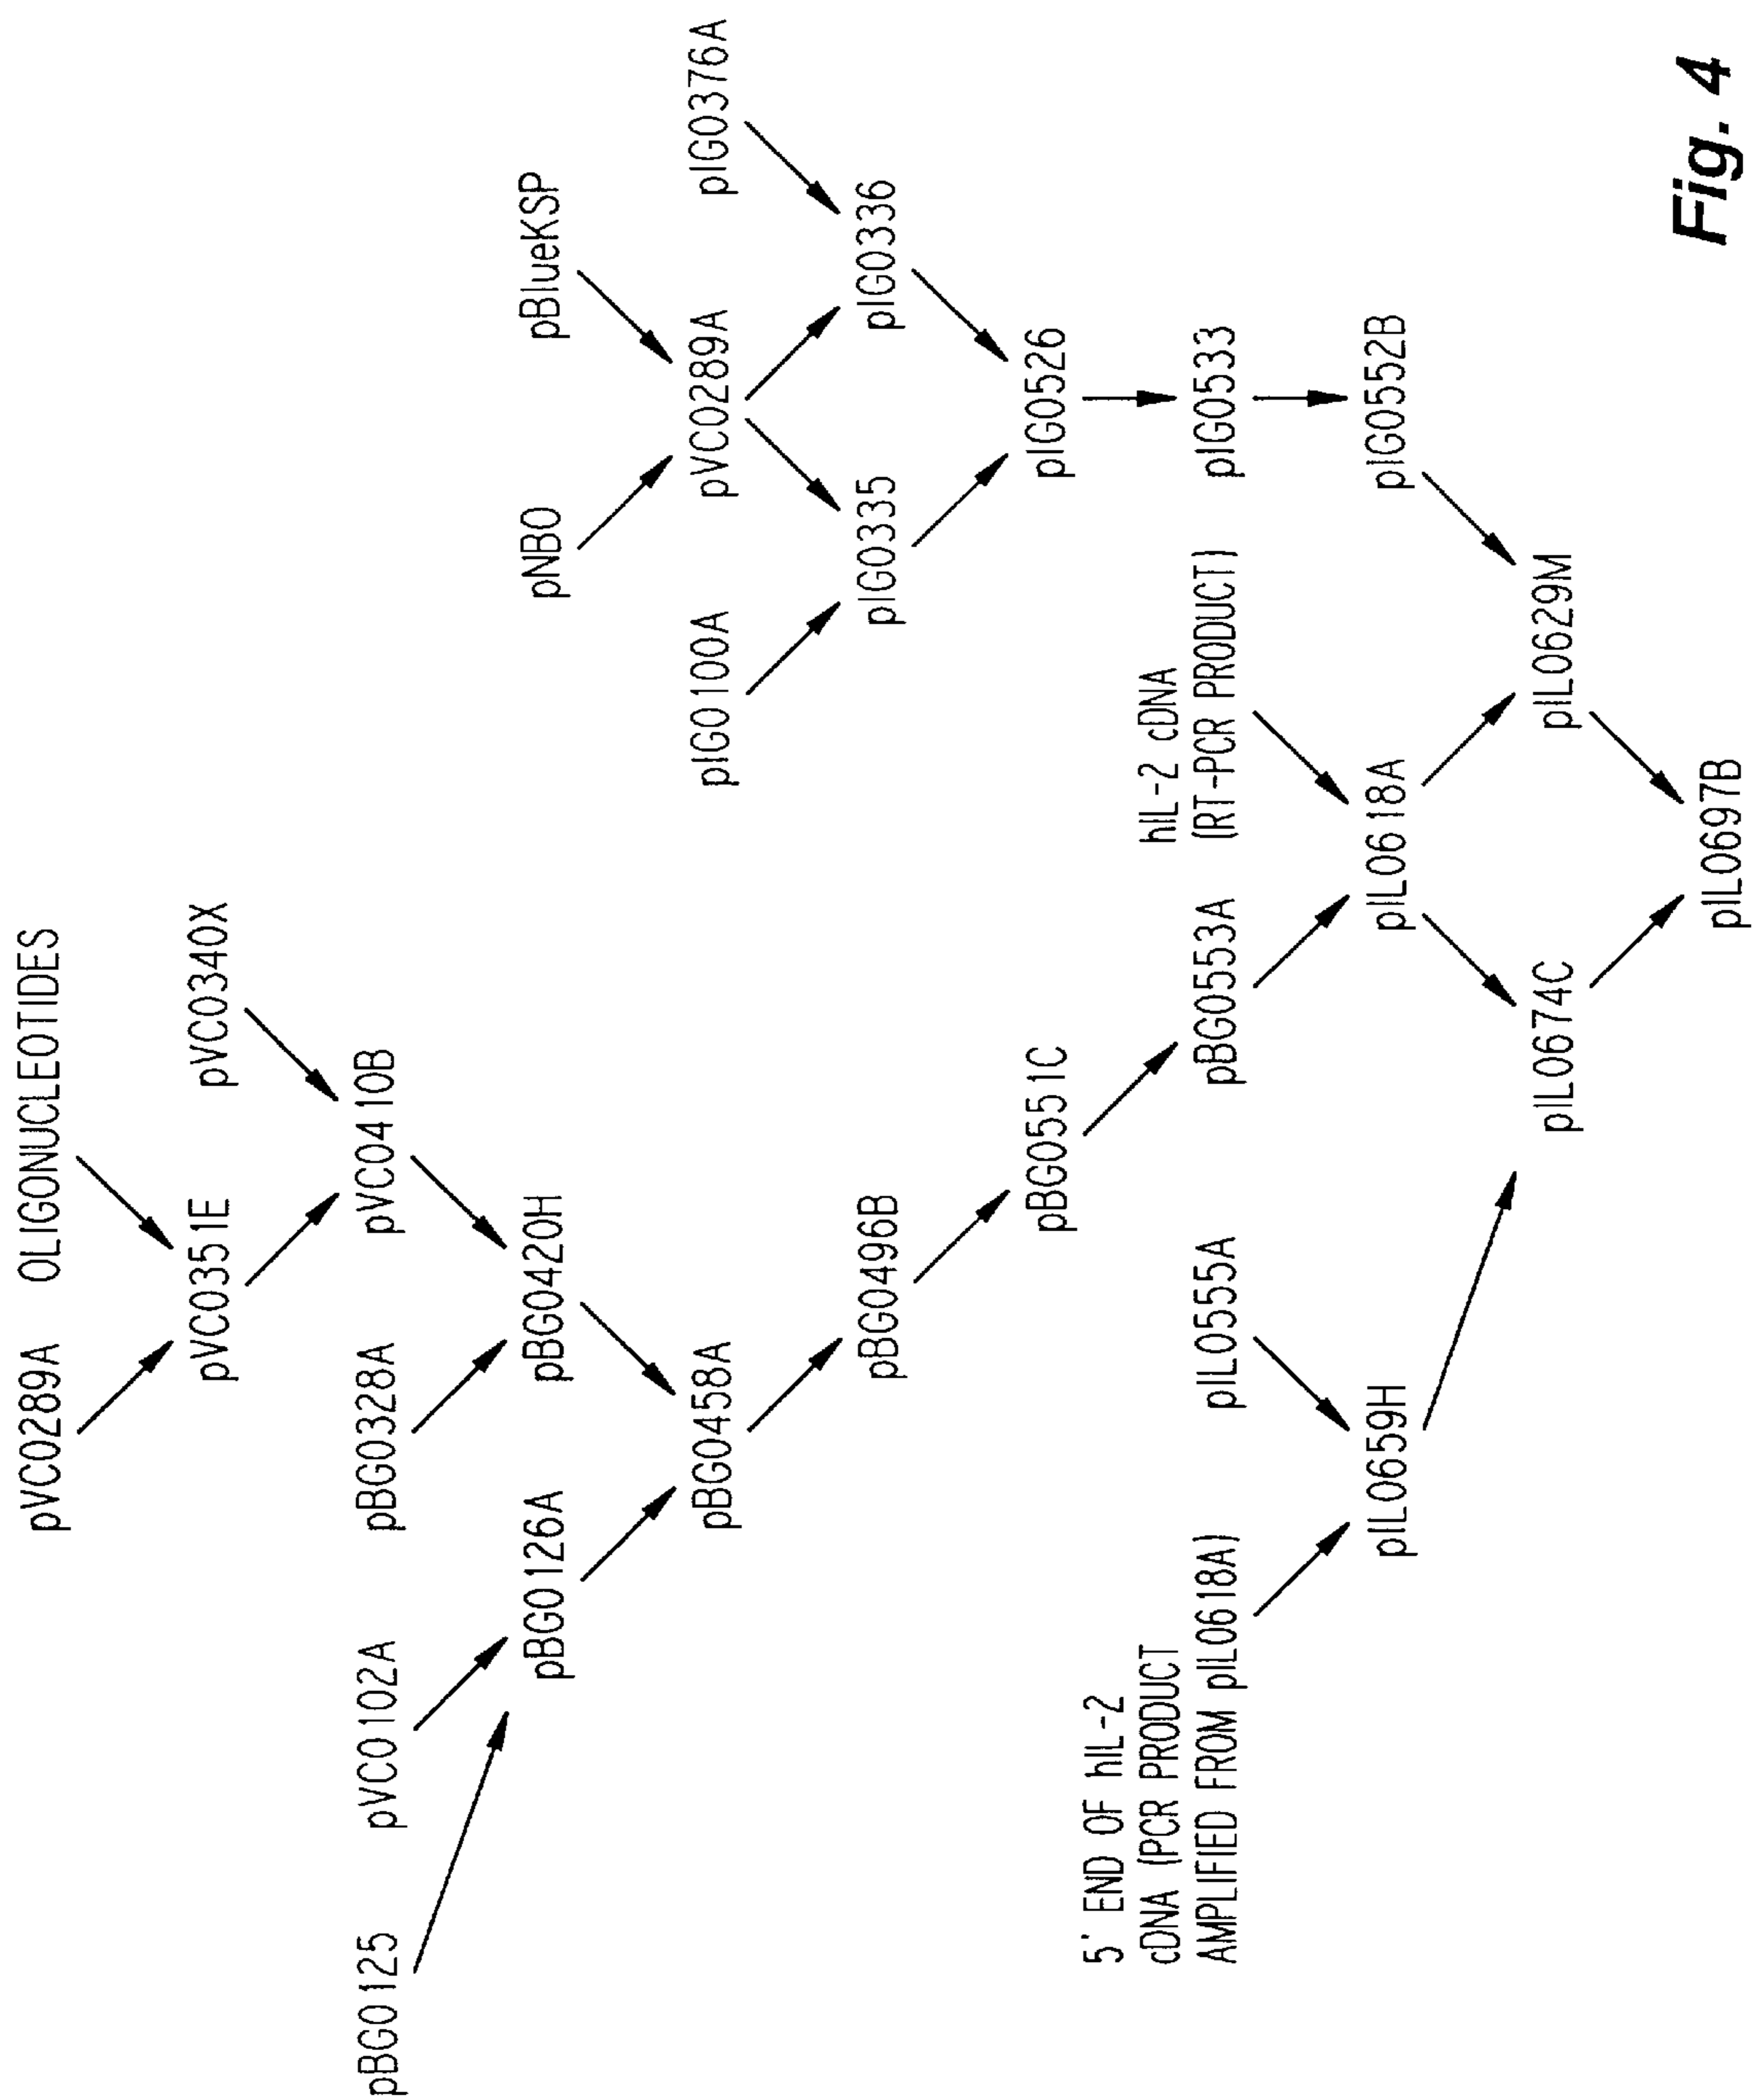 pVC0289A OLIGONUCLEOTIDES
pVC0351E pVC0340X
pBG0125 pVC0102A pBG0328A pVC0410B
pBG0126A pBG0420H pNBO pBlueKSP
pBG0458A pIG0100A pVC0289A pIG0376A
pBG0496B pIG0335 pIG0336
pBG0551C pIG0526
5' END OF hIL-2
cDNA (PCR PRODUCT
AMPLIFIED FROM pIL0618A)
pIL0555A
pBG0553A
hIL-2 cDNA
(RT-PCR PRODUCT)
pIG0533
pIL0659H pIL0618A pIG0552B
pIL0674C pIL0629M
pIL0697B
Fig. 4